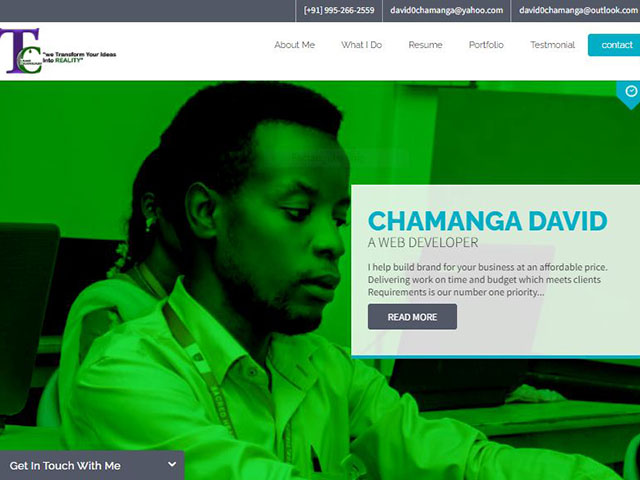 [+91] 995-266-2559 david0chamanga@yahoo.com david0chamanga@outlook.com
TC
"we Transform Your Ideas
Into REALITY"
About Me What I Do Resume Portfolio Testmonial contact
CHAMANGA DAVID
A WEB DEVELOPER
I help build brand for your business at an affordable price.
Delivering work on time and budget which meets clients
Requirements is our number one priority...
READ MORE
Get In Touch With Me